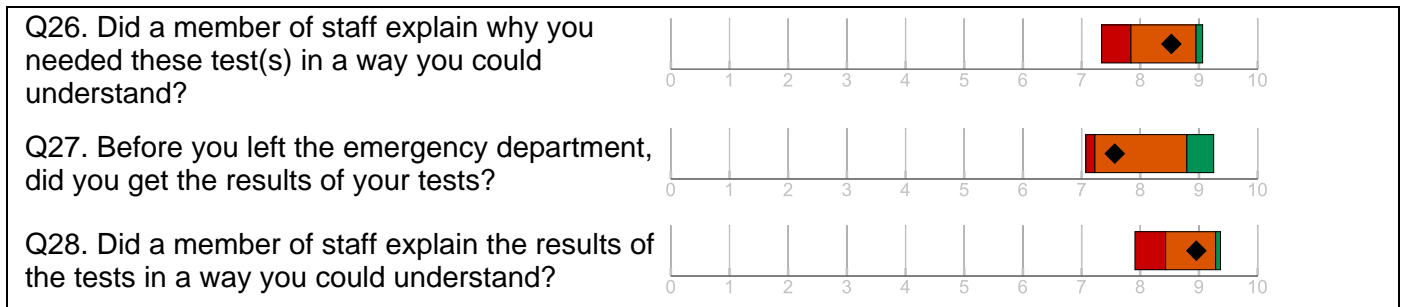 Q26. Did a member of staff explain why you
needed these test(s) in a way you could
understand?
0 1 2 3 4 5 6 7 8 9 10
Q27. Before you left the emergency department,
did you get the results of your tests?
0 1 2 3 4 5 6 7 8 9 10
Q28. Did a member of staff explain the results of
the tests in a way you could understand?
0 1 2 3 4 5 6 7 8 9 10